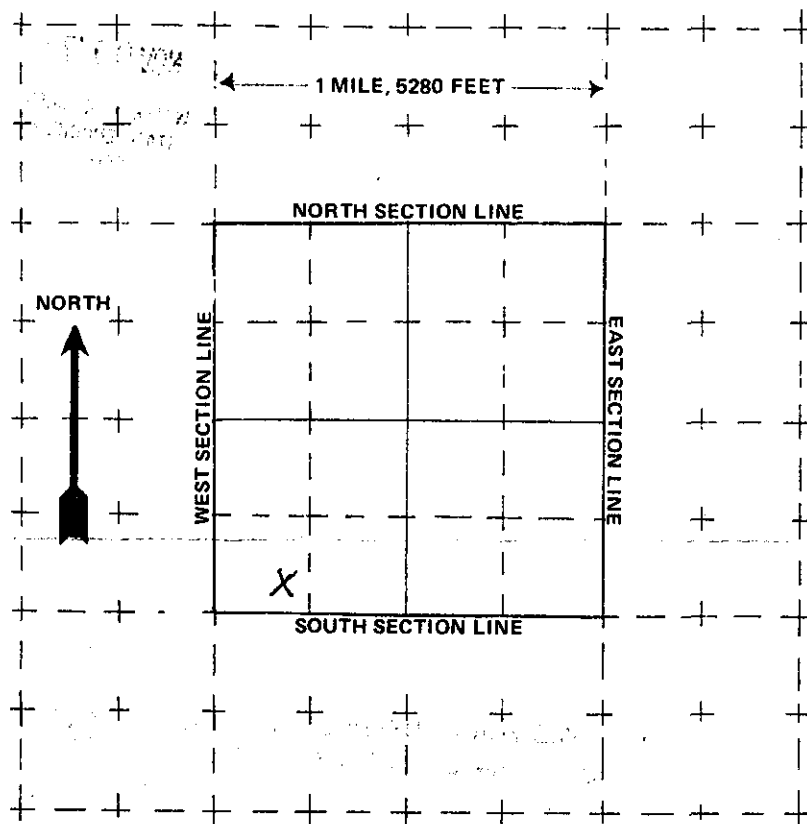 1 MILE, 5280 FEET
NORTH SECTION LINE
NORTH
WEST SECTION LINE
EAST SECTION LINE
X
SOUTH SECTION LINE